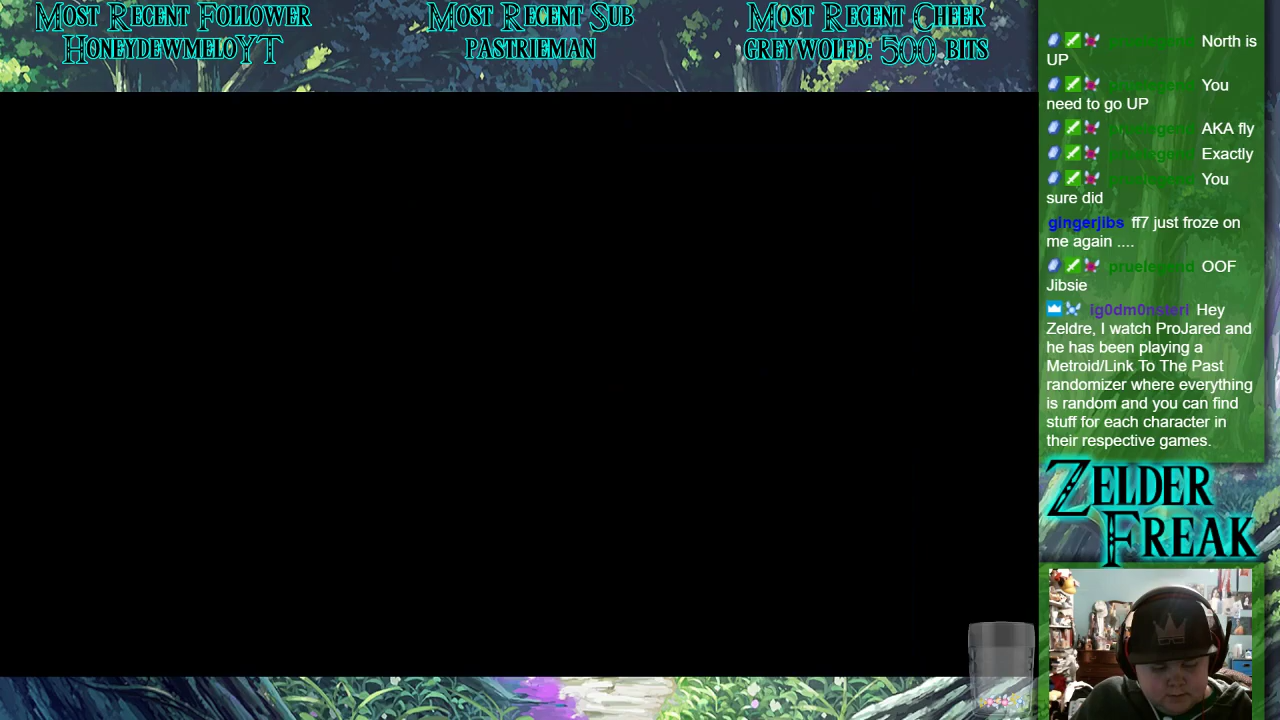 Most Recent Follower
HoneydewmeloYT
Most Recent Sub
pastrieman
Most Recent Cheer
greywolfd: 500 bits
North is
UP
You
need to go UP
AKA fly
Exactly
You
sure did
gingerjibs ff7 just froze on
me again ....
pruelegend OOF
Jibsie
ig0dm0nsteri Hey
Zeldre, I watch ProJared and
he has been playing a
Metroid/Link To The Past
randomizer where everything
is random and you can find
stuff for each character in
their respective games.
Zelder
Freak